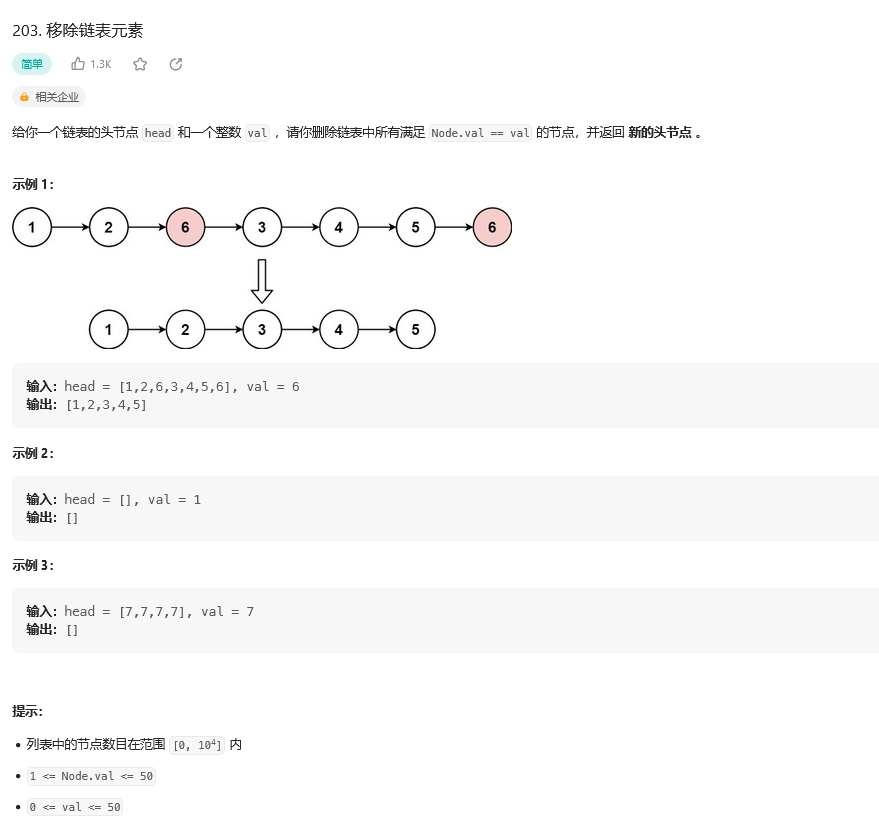 203. 移除链表元素
简单 1.3K
相关企业
给你一个链表的头节点 head 和一个整数 val ，请你删除链表中所有满足 Node.val == val 的节点，并返回 新的头节点 。
示例 1：
1 2 6 3 4 5 6
1 2 3 4 5
输入：head = [1,2,6,3,4,5,6], val = 6
输出：[1,2,3,4,5]
示例 2：
输入：head = [], val = 1
输出：[]
示例 3：
输入：head = [7,7,7,7], val = 7
输出：[]
提示：
• 列表中的节点数目在范围 [0, 10⁴] 内
• 1 <= Node.val <= 50
• 0 <= val <= 50